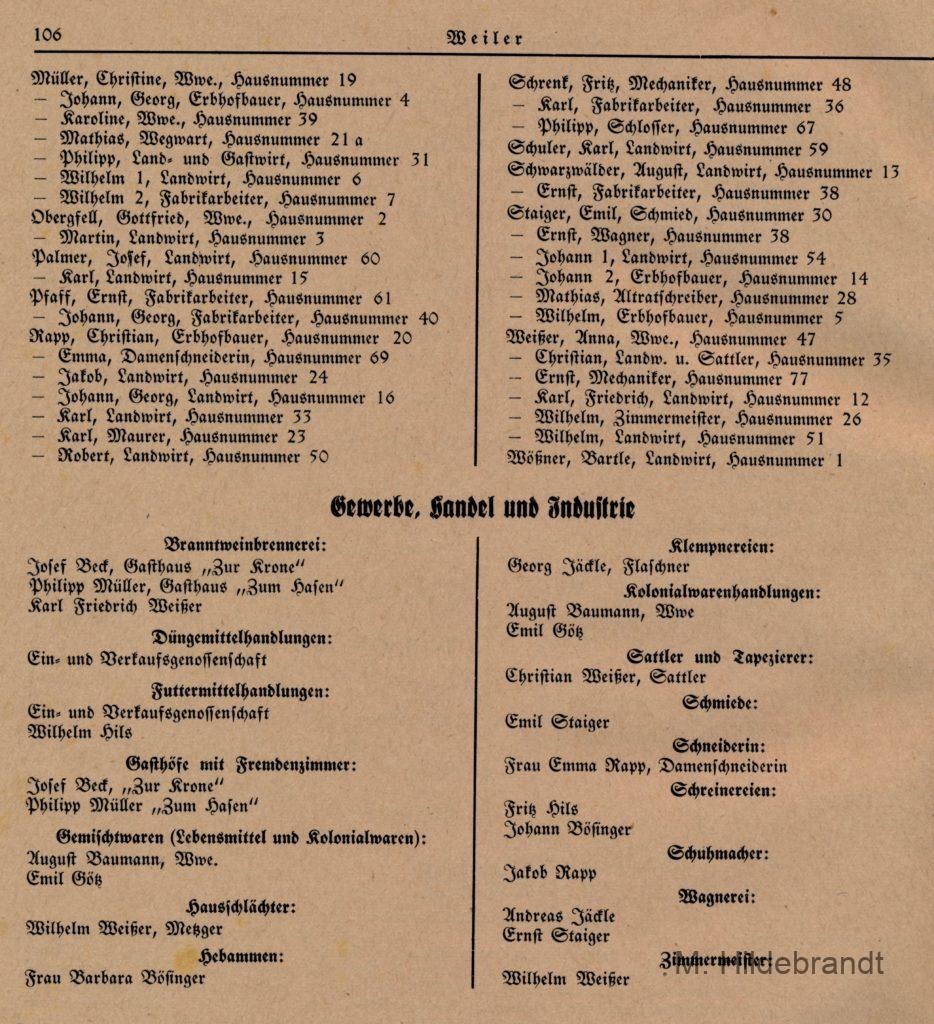 106
Weiler
Müller, Christine, Wwe., Hausnummer 19
— Johann, Georg, Erbhofbauer, Hausnummer 4
— Karoline, Wwe., Hausnummer 39
— Mathias, Wegwart, Hausnummer 21 a
— Philipp, Land- und Gastwirt, Hausnummer 31
— Wilhelm 1, Landwirt, Hausnummer 6
— Wilhelm 2, Fabrikarbeiter, Hausnummer 7
Obergfell, Gottfried, Wwe., Hausnummer 2
— Martin, Landwirt, Hausnummer 3
Palmer, Josef, Landwirt, Hausnummer 60
— Karl, Landwirt, Hausnummer 15
Pfaff, Ernst, Fabrikarbeiter, Hausnummer 61
— Johann, Georg, Fabrikarbeiter, Hausnummer 40
Rapp, Christian, Erbhofbauer, Hausnummer 20
— Emma, Damenschneiderin, Hausnummer 69
— Jakob, Landwirt, Hausnummer 24
— Johann, Georg, Landwirt, Hausnummer 16
— Karl, Landwirt, Hausnummer 33
— Karl, Maurer, Hausnummer 23
— Robert, Landwirt, Hausnummer 50
Schrenk, Fritz, Mechaniker, Hausnummer 48
— Karl, Fabrikarbeiter, Hausnummer 36
— Philipp, Schlosser, Hausnummer 67
Schuler, Karl, Landwirt, Hausnummer 59
Schwarzwälder, August, Landwirt, Hausnummer 13
— Ernst, Fabrikarbeiter, Hausnummer 38
Staiger, Emil, Schmied, Hausnummer 30
— Ernst, Wagner, Hausnummer 38
— Johann 1, Landwirt, Hausnummer 54
— Johann 2, Erbhofbauer, Hausnummer 14
— Mathias, Altratschreiber, Hausnummer 28
— Wilhelm, Erbhofbauer, Hausnummer 5
Weißer, Anna, Wwe., Hausnummer 47
— Christian, Landw. u. Sattler, Hausnummer 35
— Ernst, Mechaniker, Hausnummer 77
— Karl, Friedrich, Landwirt, Hausnummer 12
— Wilhelm, Zimmermeister, Hausnummer 26
— Wilhelm, Landwirt, Hausnummer 51
Wößner, Bartle, Landwirt, Hausnummer 1
Gewerbe, Handel und Industrie
Branntweinbrennerei:
Josef Beck, Gasthaus „Zur Krone“
Philipp Müller, Gasthaus „Zum Hasen“
Karl Friedrich Weißer
Düngemittelhandlungen:
Ein- und Verkaufsgenossenschaft
Futtermittelhandlungen:
Ein- und Verkaufsgenossenschaft
Wilhelm Hils
Gasthöfe mit Fremdenzimmer:
Josef Beck, „Zur Krone“
Philipp Müller „Zum Hasen“
Gemischtwaren (Lebensmittel und Kolonialwaren):
August Baumann, Wwe.
Emil Götz
Hausschlächter:
Wilhelm Weißer, Metzger
Hebammen:
Frau Barbara Bösinger
Klempnereien:
Georg Jäckle, Flaschner
Kolonialwarenhandlungen:
August Baumann, Wwe
Emil Götz
Sattler und Tapezierer:
Christian Weißer, Sattler
Schmiede:
Emil Staiger
Schneiderin:
Frau Emma Rapp, Damenschneiderin
Schreinereien:
Fritz Hils
Johann Bösinger
Schuhmacher:
Jakob Rapp
Wagnerei:
Andreas Jäckle
Ernst Staiger
Zimmermeister:
Wilhelm Weißer
M. Hildebrandt